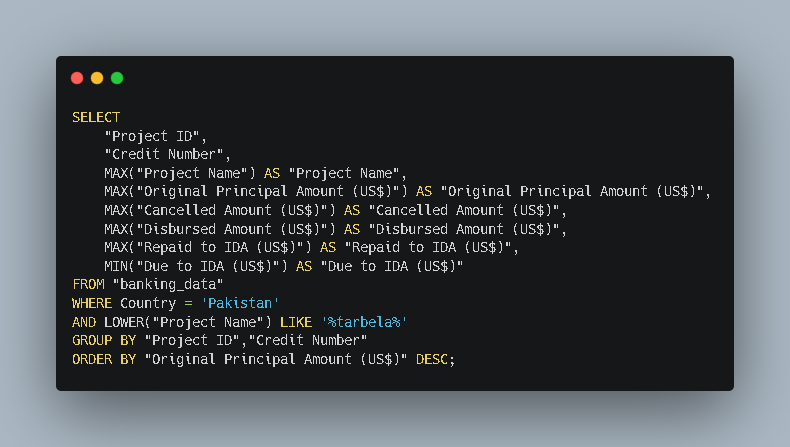 SELECT
    "Project ID",
    "Credit Number",
    MAX("Project Name") AS "Project Name",
    MAX("Original Principal Amount (US$)") AS "Original Principal Amount (US$)",
    MAX("Cancelled Amount (US$)") AS "Cancelled Amount (US$)",
    MAX("Disbursed Amount (US$)") AS "Disbursed Amount (US$)",
    MAX("Repaid to IDA (US$)") AS "Repaid to IDA (US$)",
    MIN("Due to IDA (US$)") AS "Due to IDA (US$)"
FROM "banking_data"
WHERE Country = 'Pakistan'
AND LOWER("Project Name") LIKE '%tarbela%'
GROUP BY "Project ID","Credit Number"
ORDER BY "Original Principal Amount (US$)" DESC;